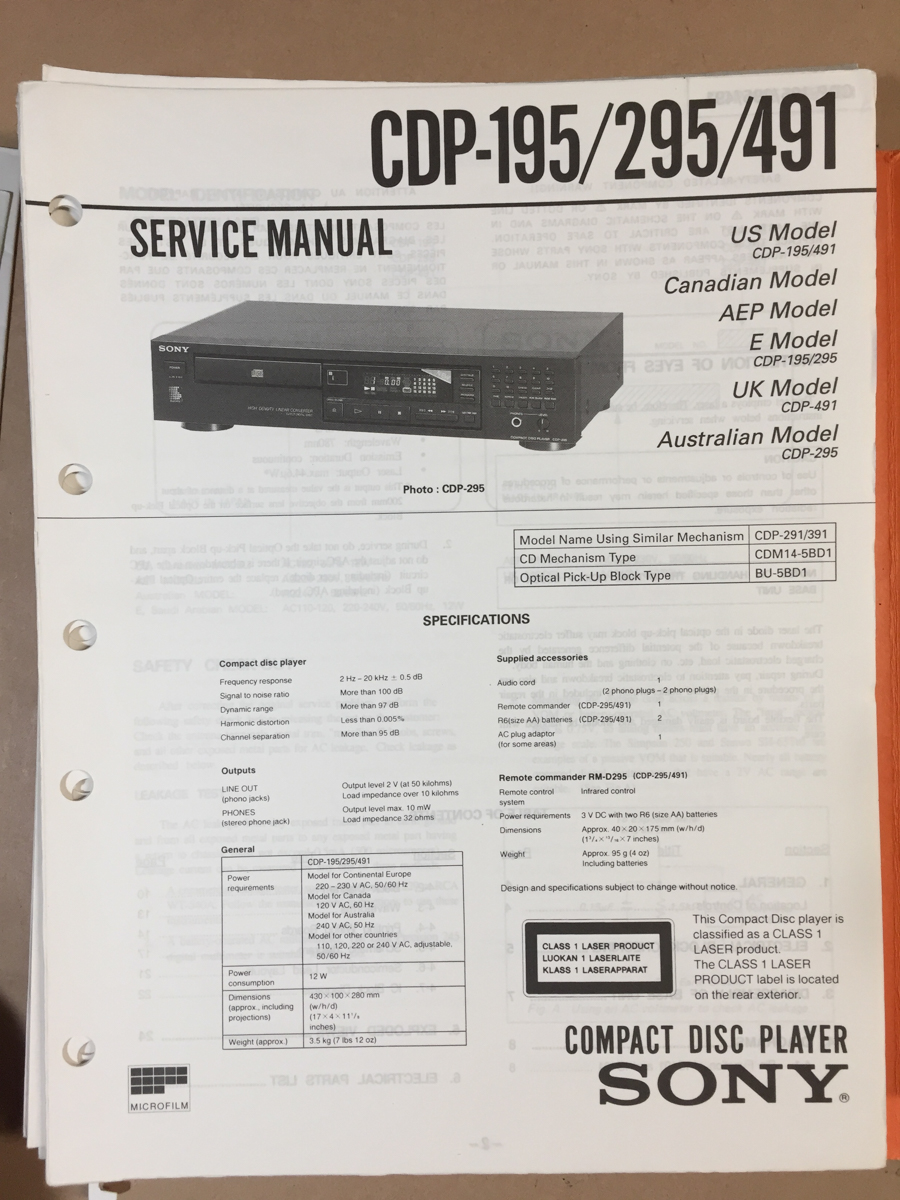 CDP-195/295/491
SERVICE MANUAL
US Model
CDP-195/491
Canadian Model
AEP Model
E Model
CDP-195/295
UK Model
CDP-491
Australian Model
CDP-295
SONY
Photo : CDP-295
Model Name Using Similar Mechanism CDP-291/391
CD Mechanism Type CDM14-5BD1
Optical Pick-Up Block Type BU-5BD1
SPECIFICATIONS
Compact disc player
Frequency response 2 Hz – 20 kHz ± 0.5 dB
Signal to noise ratio More than 100 dB
Dynamic range More than 97 dB
Harmonic distortion Less than 0.005%
Channel separation More than 95 dB
Outputs
LINE OUT Output level 2 V (at 50 kilohms)
(phono jacks) Load impedance over 10 kilohms
PHONES Output level max. 10 mW
(stereo phone jack) Load impedance 32 ohms
General
CDP-195/295/491
Power requirements
Model for Continental Europe
220 – 230 V AC, 50/60 Hz
Model for Canada
120 V AC, 60 Hz
Model for Australia
240 V AC, 50 Hz
Model for other countries
110, 120, 220 or 240 V AC, adjustable,
50/60 Hz
Power consumption 12 W
Dimensions 430 × 100 × 280 mm
(approx., including (w/h/d)
projections) (17 × 4 × 11 1/8
inches)
Weight (approx.) 3.5 kg (7 lbs 12 oz)
Supplied accessories
Audio cord 1
(2 phono plugs – 2 phono plugs)
Remote commander (CDP-295/491) 1
R6(size AA) batteries (CDP-295/491) 2
AC plug adaptor 1
(for some areas)
Remote commander RM-D295 (CDP-295/491)
Remote control Infrared control
system
Power requirements 3 V DC with two R6 (size AA) batteries
Dimensions Approx. 40 × 20 × 175 mm (w/h/d)
× 7 inches)
Weight Approx. 95 g (4 oz)
Including batteries
Design and specifications subject to change without notice.
CLASS 1 LASER PRODUCT
LUOKAN 1 LASERLAITE
KLASS 1 LASERAPPARAT
This Compact Disc player is
classified as a CLASS 1
LASER product.
The CLASS 1 LASER
PRODUCT label is located
on the rear exterior.
MICROFILM
COMPACT DISC PLAYER
SONY®